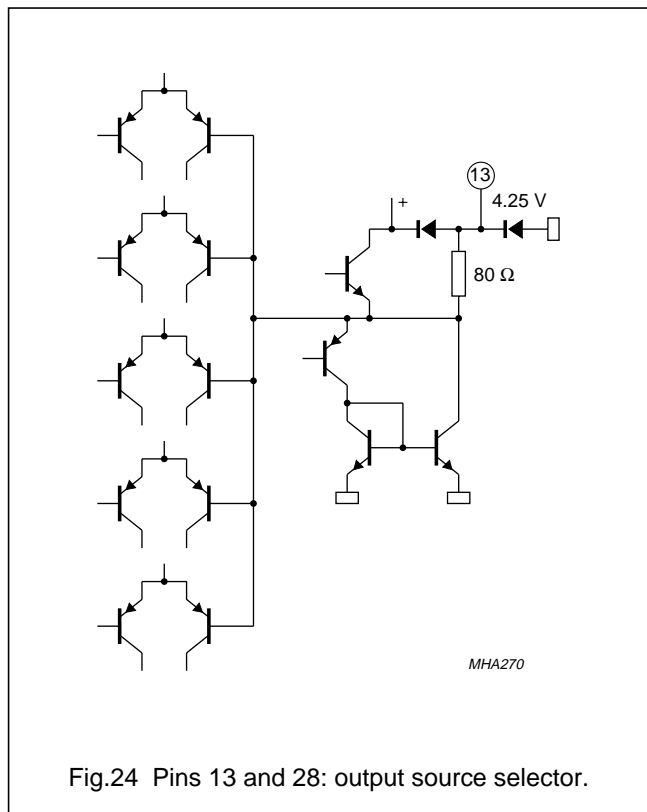 13
4.25 V
+
80 Ω
MHA270
Fig.24 Pins 13 and 28: output source selector.